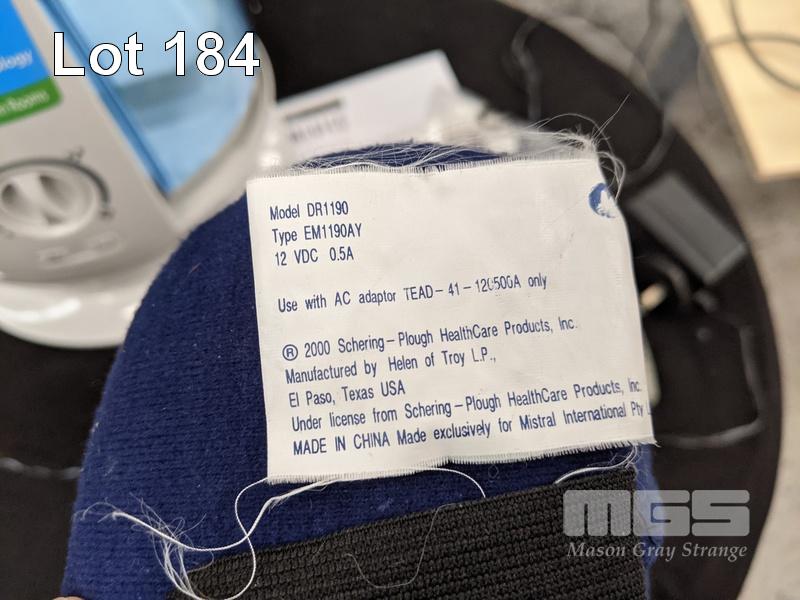 Lot 184
ology
Rooms
Model DR1190
Type EM1190AY
12 VDC 0.5A
Use with AC adaptor TEAD-41-120500A only
® 2000 Schering-Plough HealthCare Products, Inc.
Manufactured by Helen of Troy L.P.,
El Paso, Texas USA
Under license from Schering-Plough HealthCare Products, Inc.
MADE IN CHINA Made exclusively for Mistral International Pty L
MGS
Mason Gray Strange